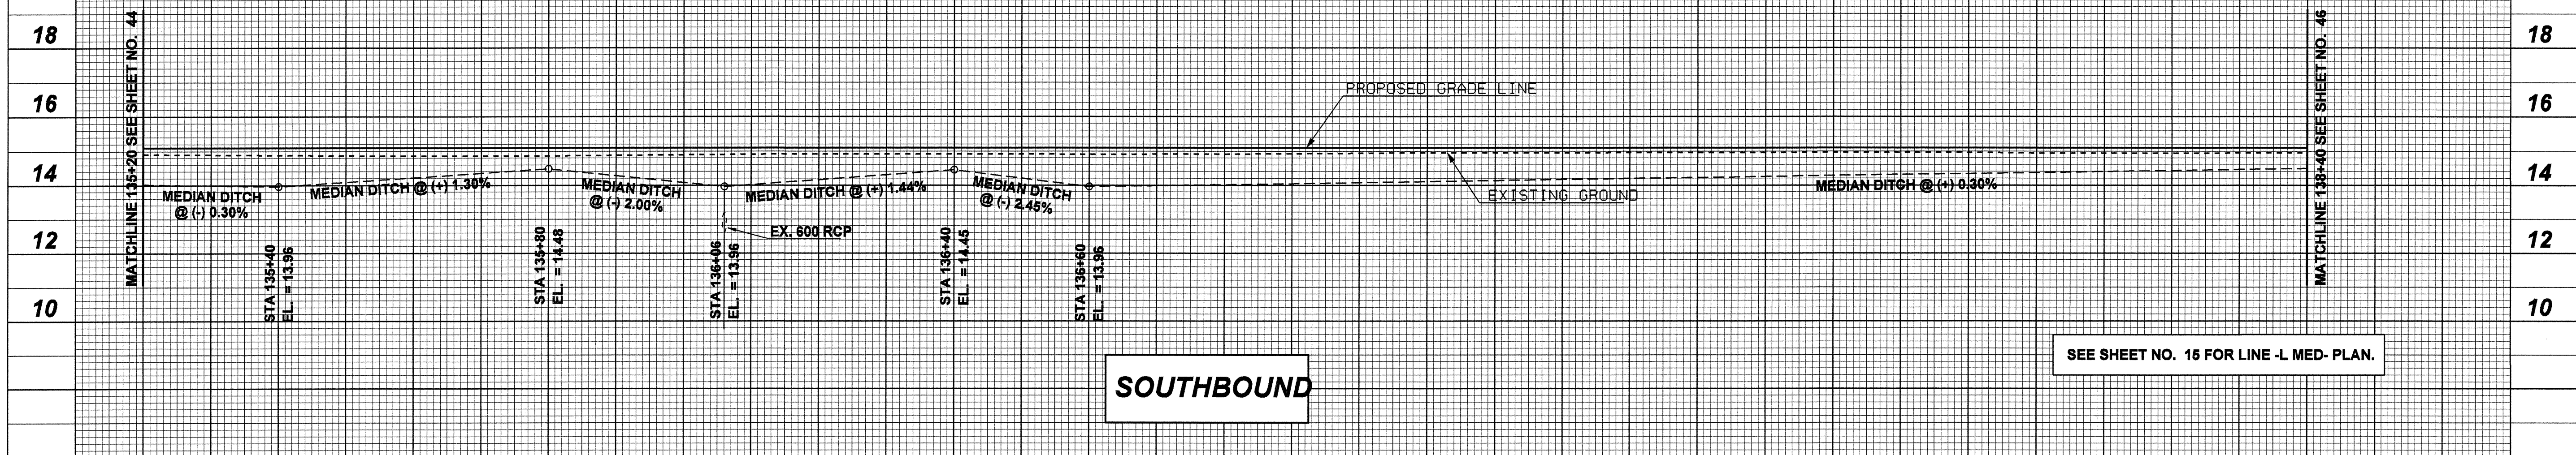 18
16
14
12
10
MATCHLINE 135+20 SEE SHEET NO. 44
MEDIAN DITCH
@ (-) 0.30%
STA 135+40
EL. = 13.96
MEDIAN DITCH @ (+) 1.30%
STA 135+80
EL. = 14.48
MEDIAN DITCH
@ (-) 2.00%
STA 136+06
EL. = 13.96
EX. 600 RCP
MEDIAN DITCH @ (+) 1.44%
STA 136+40
EL. = 14.45
MEDIAN DITCH
@ (-) 2.45%
STA 136+60
EL. = 13.96
PROPOSED GRADE LINE
EXISTING GROUND
MEDIAN DITCH @ (+) 0.30%
MATCHLINE 138+40 SEE SHEET NO. 46
SOUTHBOUND
SEE SHEET NO. 15 FOR LINE -L MED- PLAN.
18
16
14
12
10